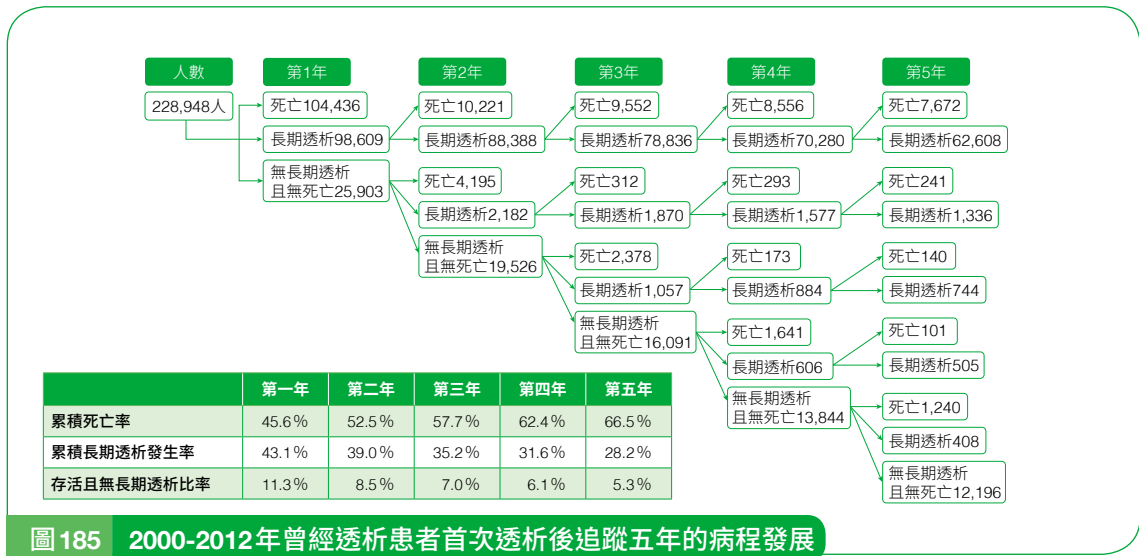 人數 第1年 第2年 第3年 第4年 第5年
228,948人 死亡104,436 死亡10,221 死亡9,552 死亡8,556 死亡7,672
長期透析98,609 長期透析88,388 長期透析78,836 長期透析70,280 長期透析62,608
無長期透析
且無死亡25,903
死亡4,195 死亡312 死亡293 死亡241
長期透析2,182 長期透析1,870 長期透析1,577 長期透析1,336
無長期透析
且無死亡19,526
死亡2,378 死亡173 死亡140
長期透析1,057 長期透析884 長期透析744
無長期透析
且無死亡16,091
死亡1,641 死亡101
長期透析606 長期透析505
無長期透析
且無死亡13,844
死亡1,240
長期透析408
無長期透析
且無死亡12,196
第一年 第二年 第三年 第四年 第五年
累積死亡率 45.6% 52.5% 57.7% 62.4% 66.5%
累積長期透析發生率 43.1% 39.0% 35.2% 31.6% 28.2%
存活且無長期透析比率 11.3% 8.5% 7.0% 6.1% 5.3%
圖185 2000-2012年曾經透析患者首次透析後追蹤五年的病程發展